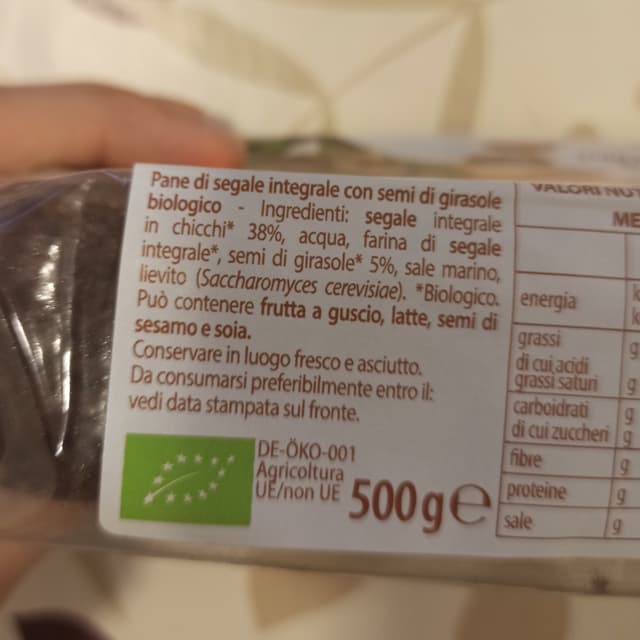 Pane di segale integrale con semi di girasole
biologico - Ingredienti: segale integrale
in chicchi* 38%, acqua, farina di segale
integrale*, semi di girasole* 5%, sale marino,
lievito (Saccharomyces cerevisiae). *Biologico.
Può contenere frutta a guscio, latte, semi di
sesamo e soia.
Conservare in luogo fresco e asciutto.
Da consumarsi preferibilmente entro il:
vedi data stampata sul fronte.
DE-ÖKO-001
Agricoltura
UE/non UE
500 g e
VALORI
energia
grassi g
di cui acidi
grassi saturi g
carboidrati g
di cui zuccheri g
fibre g
proteine g
sale g